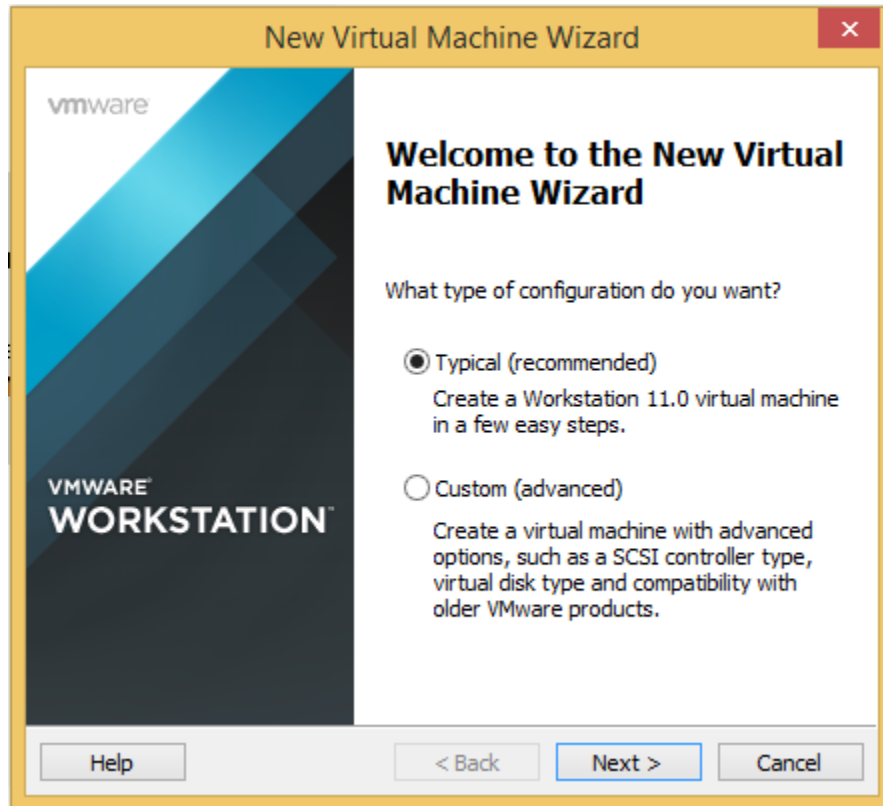 New Virtual Machine Wizard
vmware
Welcome to the New Virtual
Machine Wizard
What type of configuration do you want?
Typical (recommended)
Create a Workstation 11.0 virtual machine
in a few easy steps.
Custom (advanced)
Create a virtual machine with advanced
options, such as a SCSI controller type,
virtual disk type and compatibility with
older VMware products.
VMWARE®
WORKSTATION™
Help
< Back
Next >
Cancel